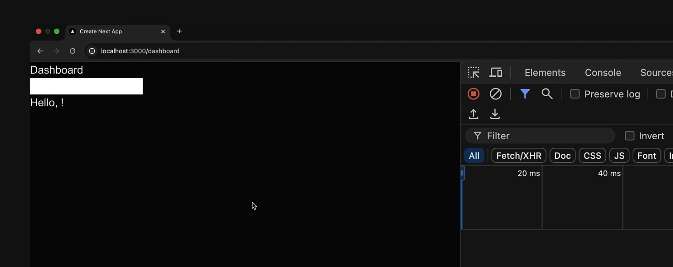 Create Next App
localhost:3000/dashboard
Dashboard
Hello, !
Elements Console Sources
Preserve log
Filter Invert
All Fetch/XHR Doc CSS JS Font
20 ms 40 ms